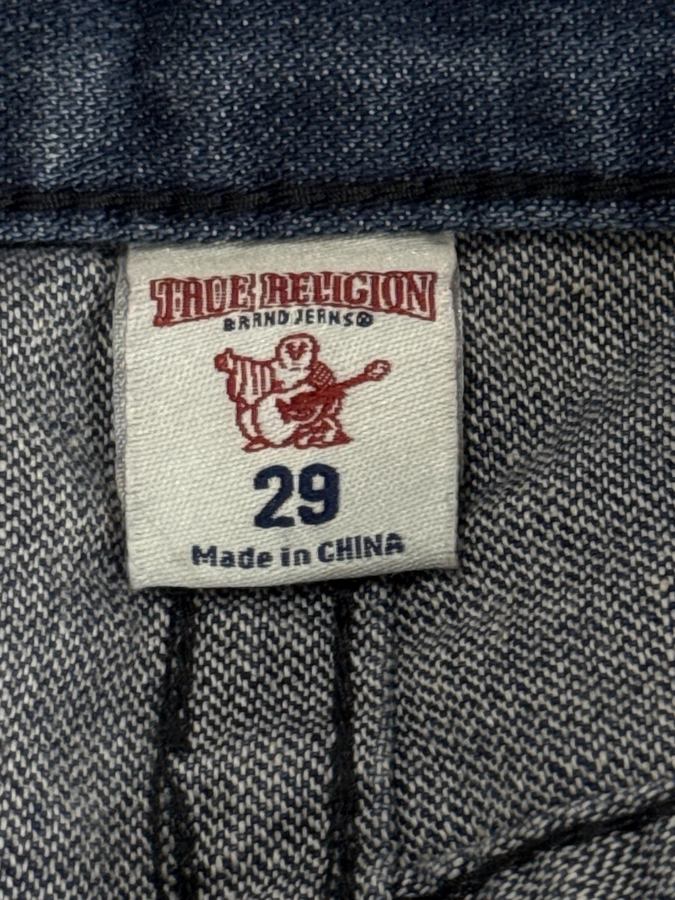 TRUE RELIGION
BRAND JEANS®
29
Made in CHINA